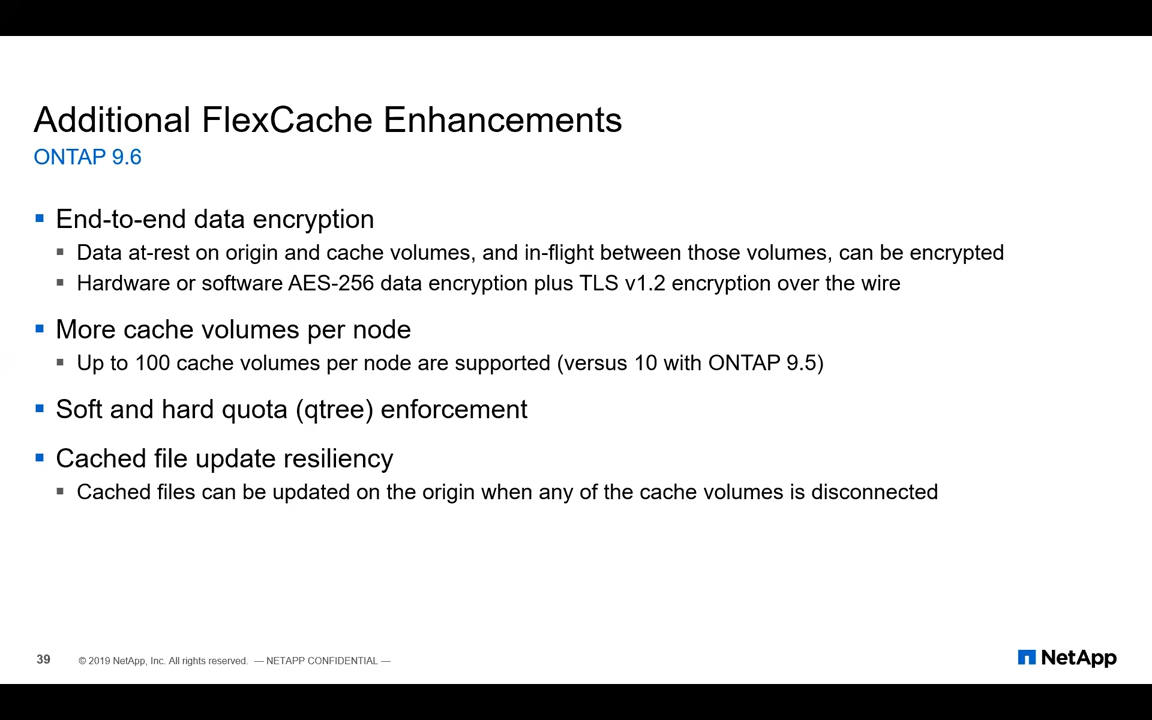 Additional FlexCache Enhancements
ONTAP 9.6
End-to-end data encryption
Data at-rest on origin and cache volumes, and in-flight between those volumes, can be encrypted
Hardware or software AES-256 data encryption plus TLS v1.2 encryption over the wire
More cache volumes per node
Up to 100 cache volumes per node are supported (versus 10 with ONTAP 9.5)
Soft and hard quota (qtree) enforcement
Cached file update resiliency
Cached files can be updated on the origin when any of the cache volumes is disconnected
39 © 2019 NetApp, Inc. All rights reserved. — NETAPP CONFIDENTIAL —
NetApp